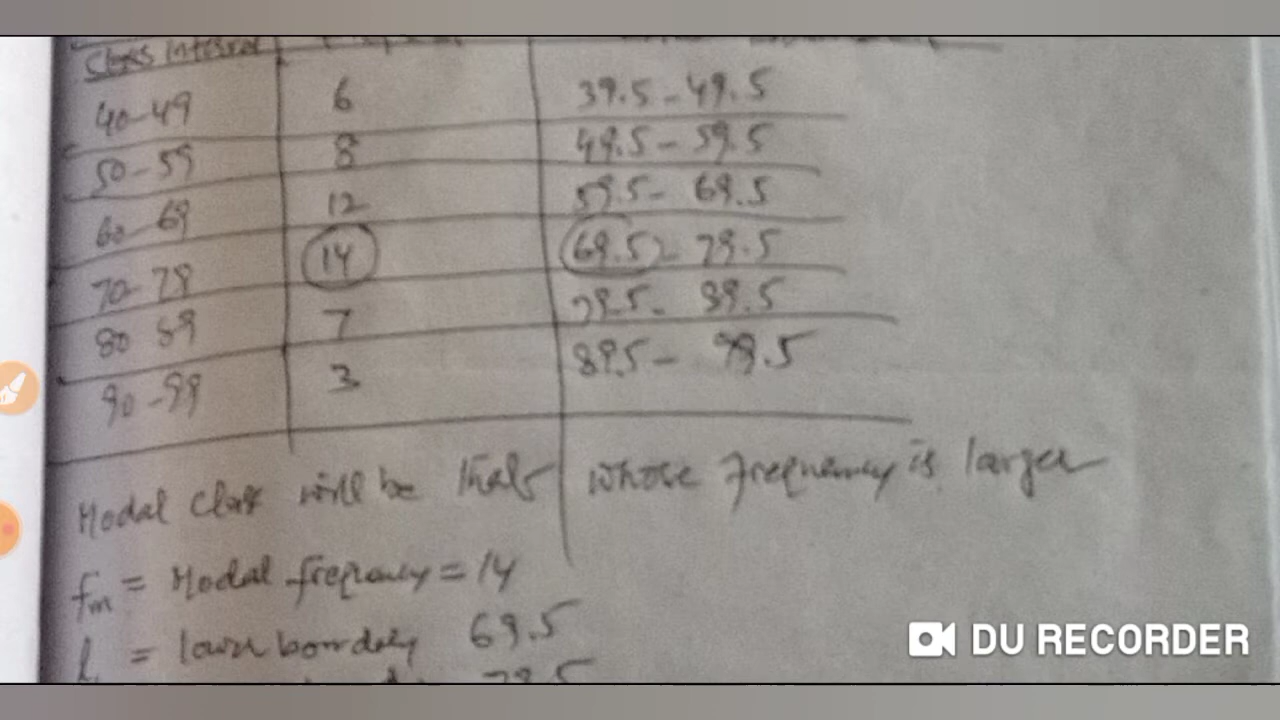 Class Interval
40-49 6 39.5-49.5
50-59 8 49.5-59.5
60-69 12 59.5-69.5
70-79 14 69.5-79.5
80 89 7 79.5-89.5
90-99 3 89.5-99.5
Modal Class will be that whose frequency is larger
fm = Modal frequency = 14
l = lower boundary 69.5
79.5
DU RECORDER